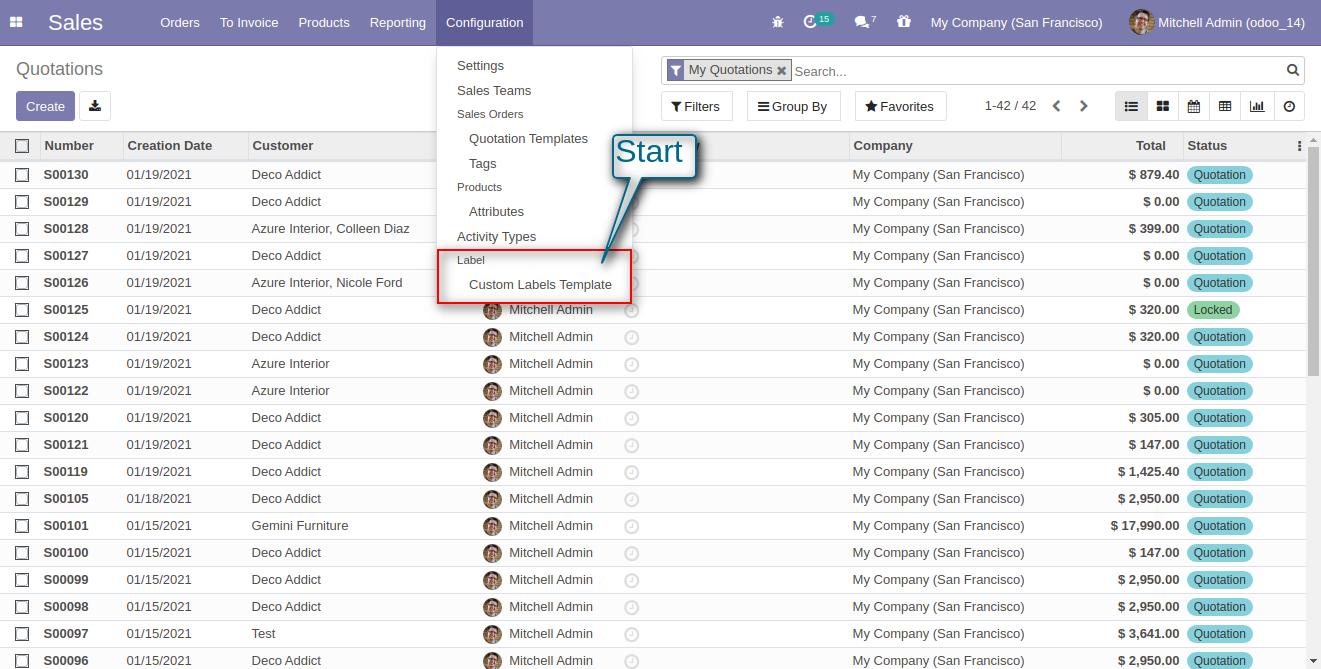 Sales Orders To Invoice Products Reporting Configuration 15 7 My Company (San Francisco) Mitchell Admin (odoo_14)
Quotations
My Quotations Search...
Create Filters Group By Favorites 1-42 / 42
Settings
Sales Teams
Sales Orders
Quotation Templates
Tags
Products
Attributes
Activity Types
Label
Custom Labels Template
Start
Number Creation Date Customer Company Total Status
S00130 01/19/2021 Deco Addict My Company (San Francisco) $ 879.40 Quotation
S00129 01/19/2021 Deco Addict My Company (San Francisco) $ 0.00 Quotation
S00128 01/19/2021 Azure Interior, Colleen Diaz My Company (San Francisco) $ 399.00 Quotation
S00127 01/19/2021 Deco Addict My Company (San Francisco) $ 0.00 Quotation
S00126 01/19/2021 Azure Interior, Nicole Ford My Company (San Francisco) $ 0.00 Quotation
S00125 01/19/2021 Deco Addict Mitchell Admin My Company (San Francisco) $ 320.00 Locked
S00124 01/19/2021 Deco Addict Mitchell Admin My Company (San Francisco) $ 320.00 Quotation
S00123 01/19/2021 Azure Interior Mitchell Admin My Company (San Francisco) $ 0.00 Quotation
S00122 01/19/2021 Azure Interior Mitchell Admin My Company (San Francisco) $ 0.00 Quotation
S00120 01/19/2021 Deco Addict Mitchell Admin My Company (San Francisco) $ 305.00 Quotation
S00121 01/19/2021 Deco Addict Mitchell Admin My Company (San Francisco) $ 147.00 Quotation
S00119 01/19/2021 Deco Addict Mitchell Admin My Company (San Francisco) $ 1,425.40 Quotation
S00105 01/18/2021 Deco Addict Mitchell Admin My Company (San Francisco) $ 2,950.00 Quotation
S00101 01/15/2021 Gemini Furniture Mitchell Admin My Company (San Francisco) $ 17,990.00 Quotation
S00100 01/15/2021 Deco Addict Mitchell Admin My Company (San Francisco) $ 147.00 Quotation
S00099 01/15/2021 Deco Addict Mitchell Admin My Company (San Francisco) $ 2,950.00 Quotation
S00098 01/15/2021 Deco Addict Mitchell Admin My Company (San Francisco) $ 2,950.00 Quotation
S00097 01/15/2021 Test Mitchell Admin My Company (San Francisco) $ 3,641.00 Quotation
S00096 01/15/2021 Deco Addict Mitchell Admin My Company (San Francisco) $ 2,950.00 Quotation